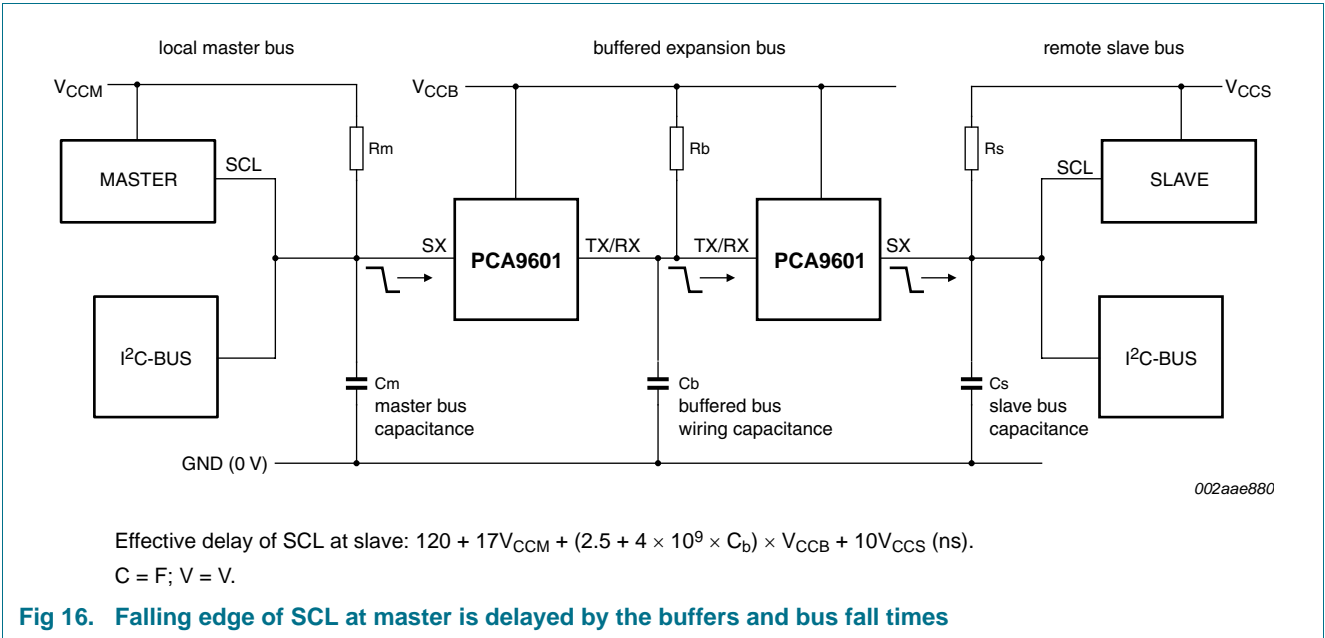 local master bus
buffered expansion bus
remote slave bus
VCCM
VCCB
VCCS
Rm
Rb
Rs
MASTER
SCL
SCL
SLAVE
SX
PCA9601
TX/RX
TX/RX
PCA9601
SX
I²C-BUS
I²C-BUS
Cm
master bus
capacitance
Cb
buffered bus
wiring capacitance
Cs
slave bus
capacitance
GND (0 V)
002aae880
Effective delay of SCL at slave: 120 + 17VCCM + (2.5 + 4 × 10⁹ × Cb) × VCCB + 10VCCS (ns).
C = F; V = V.
Fig 16. Falling edge of SCL at master is delayed by the buffers and bus fall times